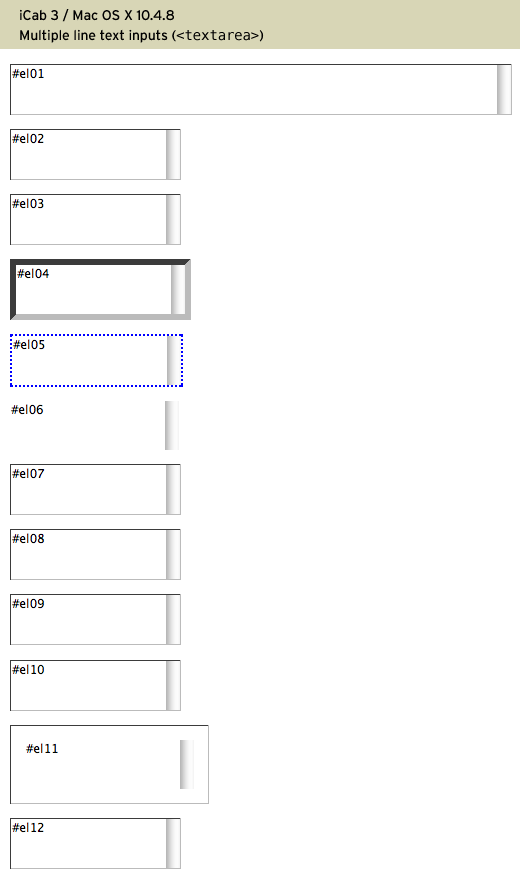 iCab 3 / Mac OS X 10.4.8
Multiple line text inputs (<textarea>)
#el01
#el02
#el03
#el04
#el05
#el06
#el07
#el08
#el09
#el10
#el11
#el12